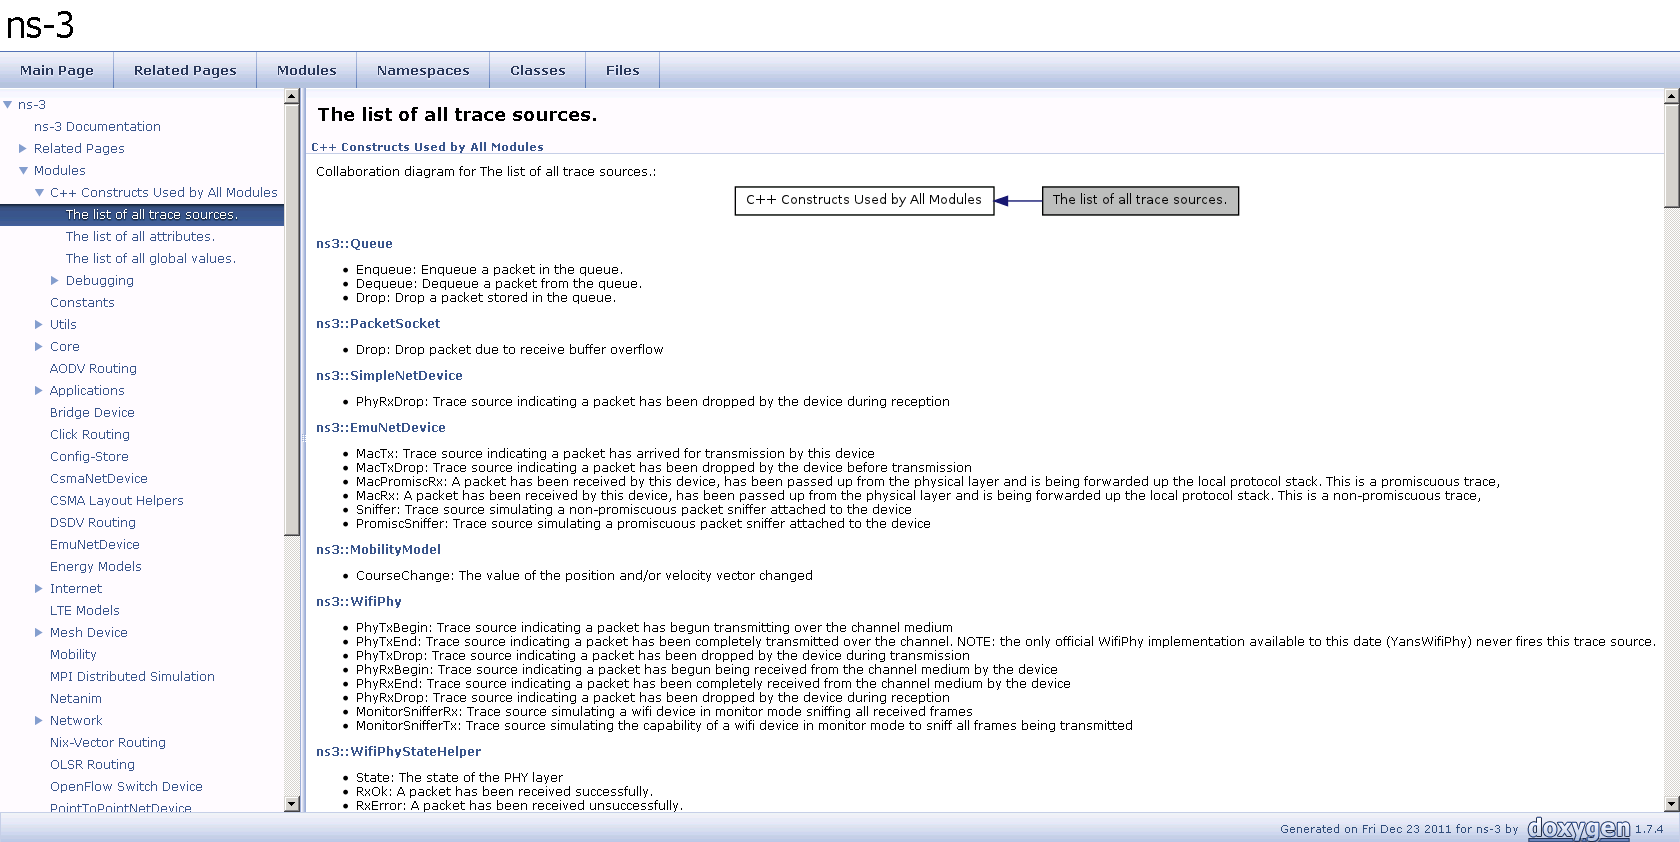 ns-3
Main Page
Related Pages
Modules
Namespaces
Classes
Files
ns-3
ns-3 Documentation
Related Pages
Modules
C++ Constructs Used by All Modules
The list of all trace sources.
The list of all attributes.
The list of all global values.
Debugging
Constants
Utils
Core
AODV Routing
Applications
Bridge Device
Click Routing
Config-Store
CsmaNetDevice
CSMA Layout Helpers
DSDV Routing
EmuNetDevice
Energy Models
Internet
LTE Models
Mesh Device
Mobility
MPI Distributed Simulation
Netanim
Network
Nix-Vector Routing
OLSR Routing
OpenFlow Switch Device
PointToPointNetDevice
The list of all trace sources.
C++ Constructs Used by All Modules
Collaboration diagram for The list of all trace sources.:
C++ Constructs Used by All Modules
The list of all trace sources.
ns3::Queue
• Enqueue: Enqueue a packet in the queue.
• Dequeue: Dequeue a packet from the queue.
• Drop: Drop a packet stored in the queue.
ns3::PacketSocket
• Drop: Drop packet due to receive buffer overflow
ns3::SimpleNetDevice
• PhyRxDrop: Trace source indicating a packet has been dropped by the device during reception
ns3::EmuNetDevice
• MacTx: Trace source indicating a packet has arrived for transmission by this device
• MacTxDrop: Trace source indicating a packet has been dropped by the device before transmission
• MacPromiscRx: A packet has been received by this device, has been passed up from the physical layer and is being forwarded up the local protocol stack. This is a promiscuous trace,
• MacRx: A packet has been received by this device, has been passed up from the physical layer and is being forwarded up the local protocol stack. This is a non-promiscuous trace,
• Sniffer: Trace source simulating a non-promiscuous packet sniffer attached to the device
• PromiscSniffer: Trace source simulating a promiscuous packet sniffer attached to the device
ns3::MobilityModel
• CourseChange: The value of the position and/or velocity vector changed
ns3::WifiPhy
• PhyTxBegin: Trace source indicating a packet has begun transmitting over the channel medium
• PhyTxEnd: Trace source indicating a packet has been completely transmitted over the channel. NOTE: the only official WifiPhy implementation available to this date (YansWifiPhy) never fires this trace source.
• PhyTxDrop: Trace source indicating a packet has been dropped by the device during transmission
• PhyRxBegin: Trace source indicating a packet has begun being received from the channel medium by the device
• PhyRxEnd: Trace source indicating a packet has been completely received from the channel medium by the device
• PhyRxDrop: Trace source indicating a packet has been dropped by the device during reception
• MonitorSnifferRx: Trace source simulating a wifi device in monitor mode sniffing all received frames
• MonitorSnifferTx: Trace source simulating the capability of a wifi device in monitor mode to sniff all frames being transmitted
ns3::WifiPhyStateHelper
• State: The state of the PHY layer
• RxOk: A packet has been received successfully.
• RxError: A packet has been received unsuccessfully.
Generated on Fri Dec 23 2011 for ns-3 by doxygen 1.7.4